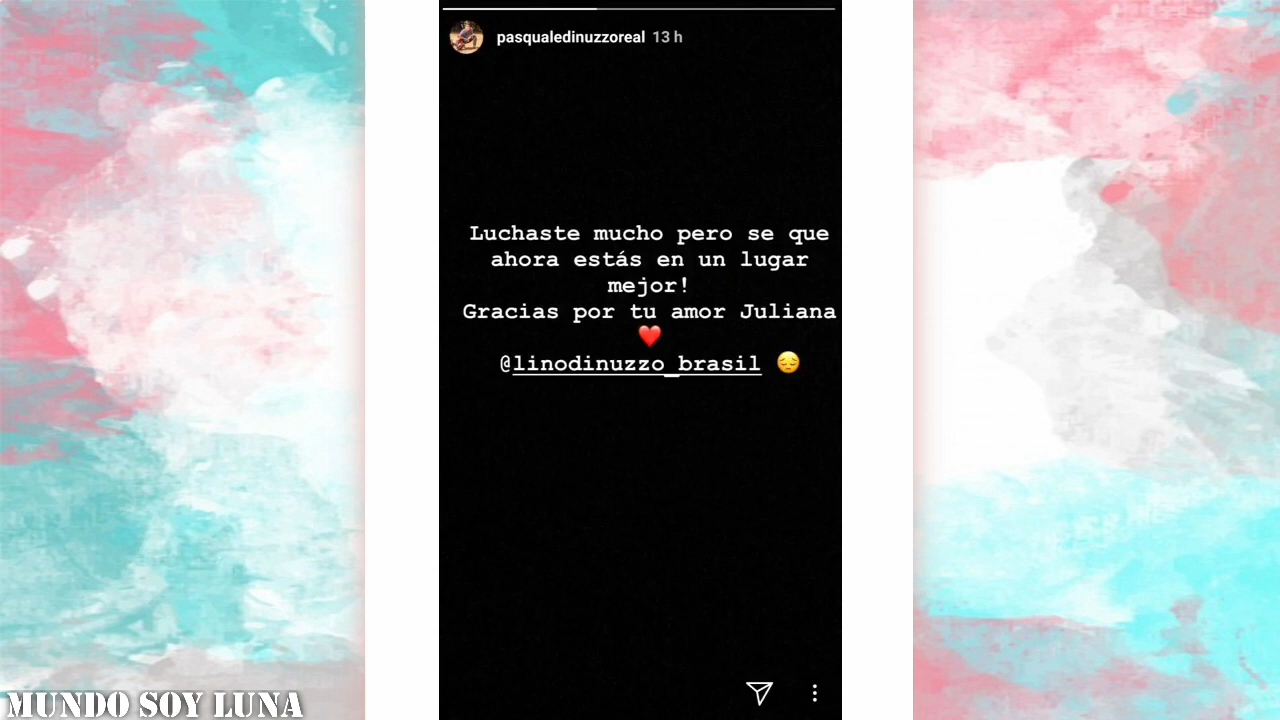 pasqualedinuzzoreal 13 h
Luchaste mucho pero se que
ahora estás en un lugar
mejor!
Gracias por tu amor Juliana
❤️
@linodinuzzo_brasil 😔
MUNDO SOY LUNA